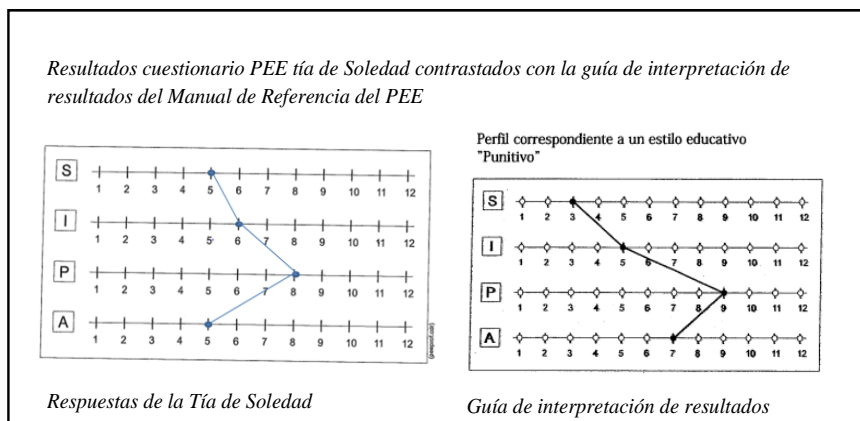 Resultados cuestionario PEE tía de Soledad contrastados con la guía de interpretación de
resultados del Manual de Referencia del PEE
S
1 2 3 4 5 6 7 8 9 10 11 12
I
1 2 3 4 5 6 7 8 9 10 11 12
P
1 2 3 4 5 6 7 8 9 10 11 12
A
1 2 3 4 5 6 7 8 9 10 11 12
Perfil correspondiente a un estilo educativo
"Punitivo"
S
1 2 3 4 5 6 7 8 9 10 11 12
I
1 2 3 4 5 6 7 8 9 10 11 12
P
1 2 3 4 5 6 7 8 9 10 11 12
A
1 2 3 4 5 6 7 8 9 10 11 12
Respuestas de la Tía de Soledad
Guía de interpretación de resultados